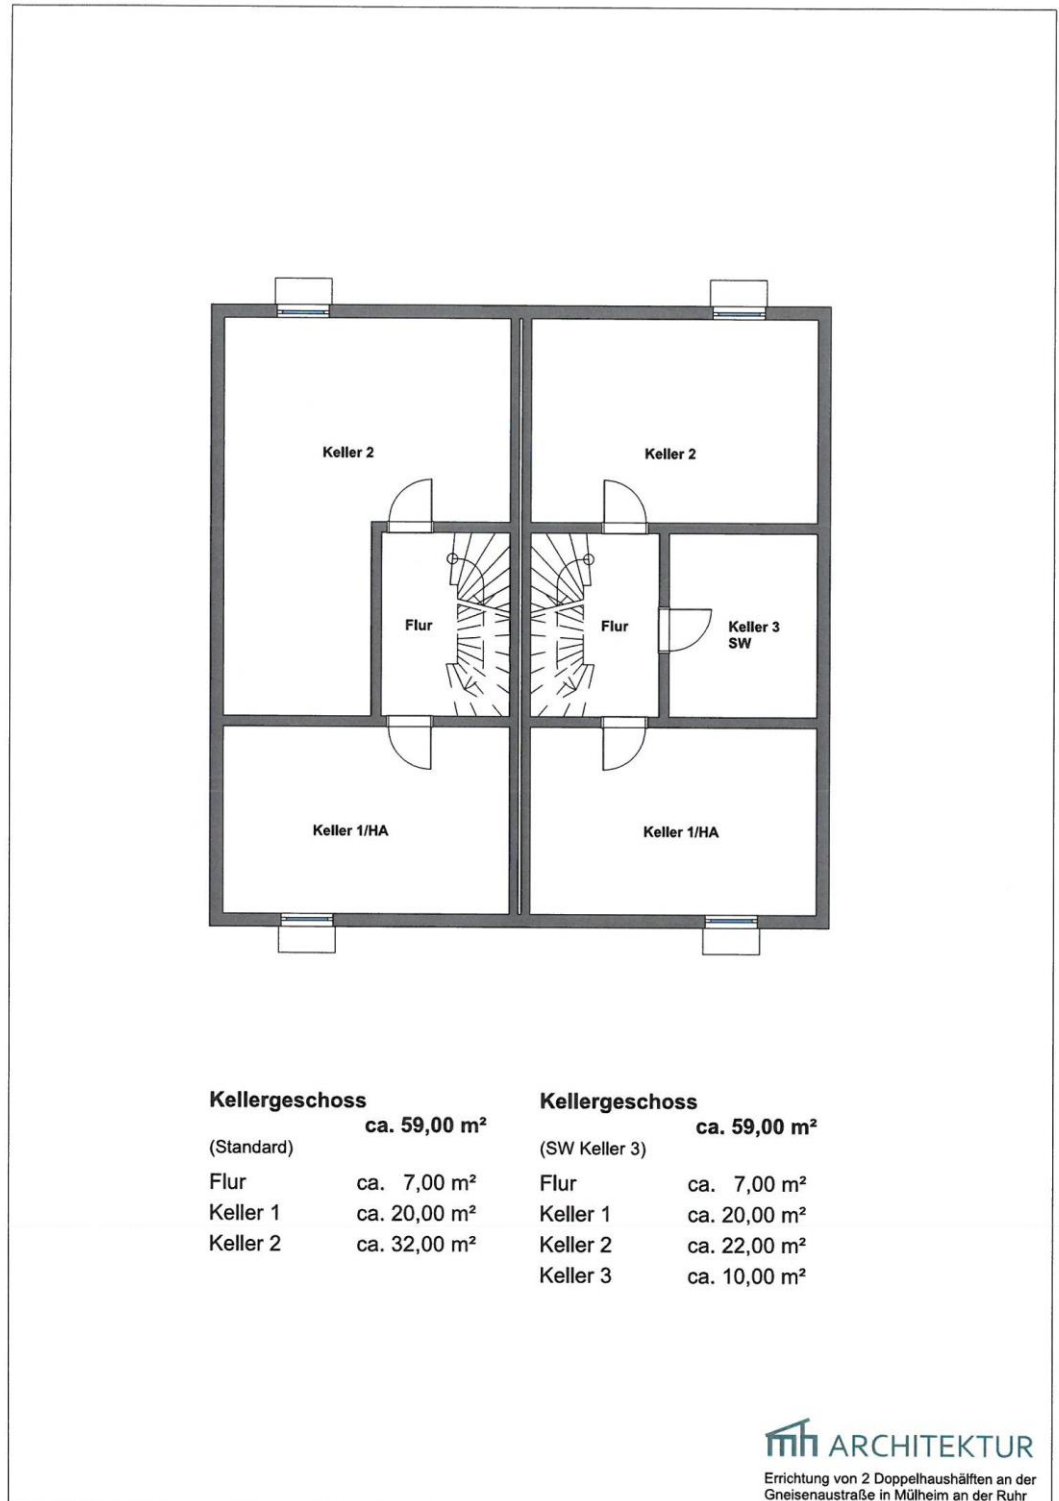 Keller 2
Keller 2
Flur
Flur
Keller 3
SW
Keller 1/HA
Keller 1/HA
Kellergeschoss
ca. 59,00 m²
(Standard)
Flur ca. 7,00 m²
Keller 1 ca. 20,00 m²
Keller 2 ca. 32,00 m²
Kellergeschoss
ca. 59,00 m²
(SW Keller 3)
Flur ca. 7,00 m²
Keller 1 ca. 20,00 m²
Keller 2 ca. 22,00 m²
Keller 3 ca. 10,00 m²
mh ARCHITEKTUR
Errichtung von 2 Doppelhaushälften an der
Gneisenaustraße in Mülheim an der Ruhr